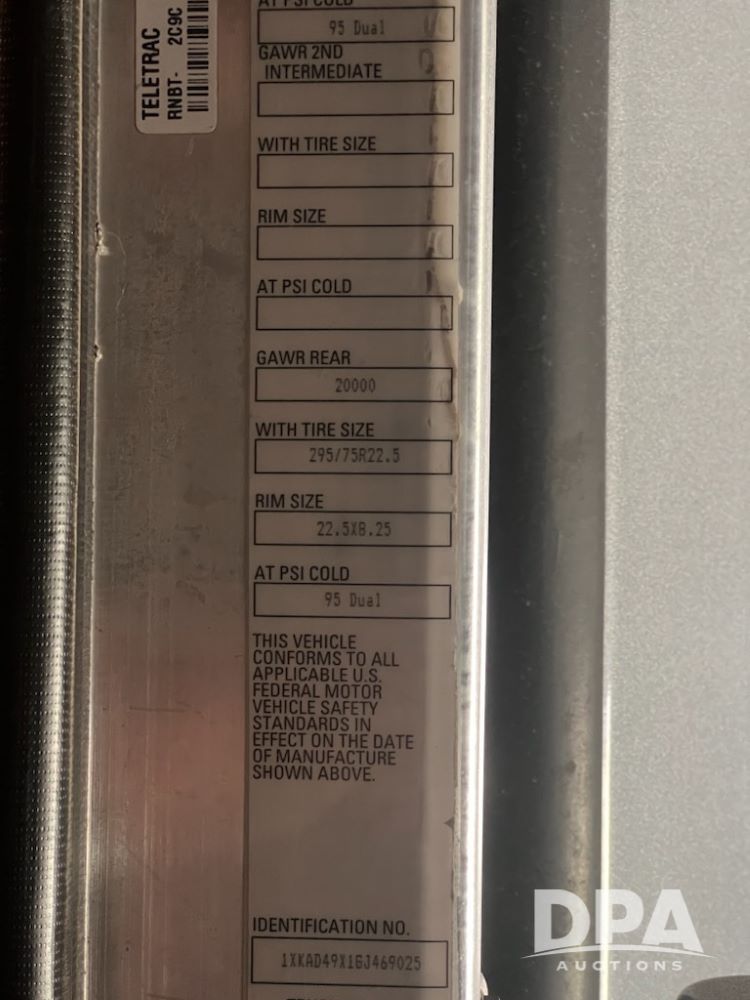 TELETRAC
RNBT- 2C9C
AT PSI COLD
95 Dual
GAWR 2ND
INTERMEDIATE
WITH TIRE SIZE
RIM SIZE
AT PSI COLD
GAWR REAR
20000
WITH TIRE SIZE
295/75R22.5
RIM SIZE
22.5X8.25
AT PSI COLD
95 Dual
THIS VEHICLE
CONFORMS TO ALL
APPLICABLE U.S.
FEDERAL MOTOR
VEHICLE SAFETY
STANDARDS IN
EFFECT ON THE DATE
OF MANUFACTURE
SHOWN ABOVE.
IDENTIFICATION NO.
1XKAD49X1GJ469025
DPA
AUCTIONS